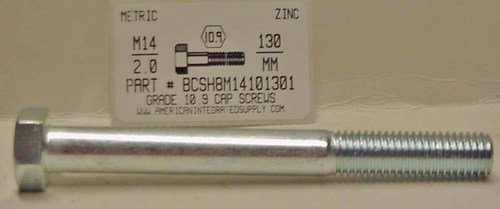 METRIC ZINC
M14 10.9 130
2.0 MM
PART # BCSH8M14101301
GRADE 10.9 CAP SCREWS
WWW.AMERICANINTEGRATEDSUPPLY.COM